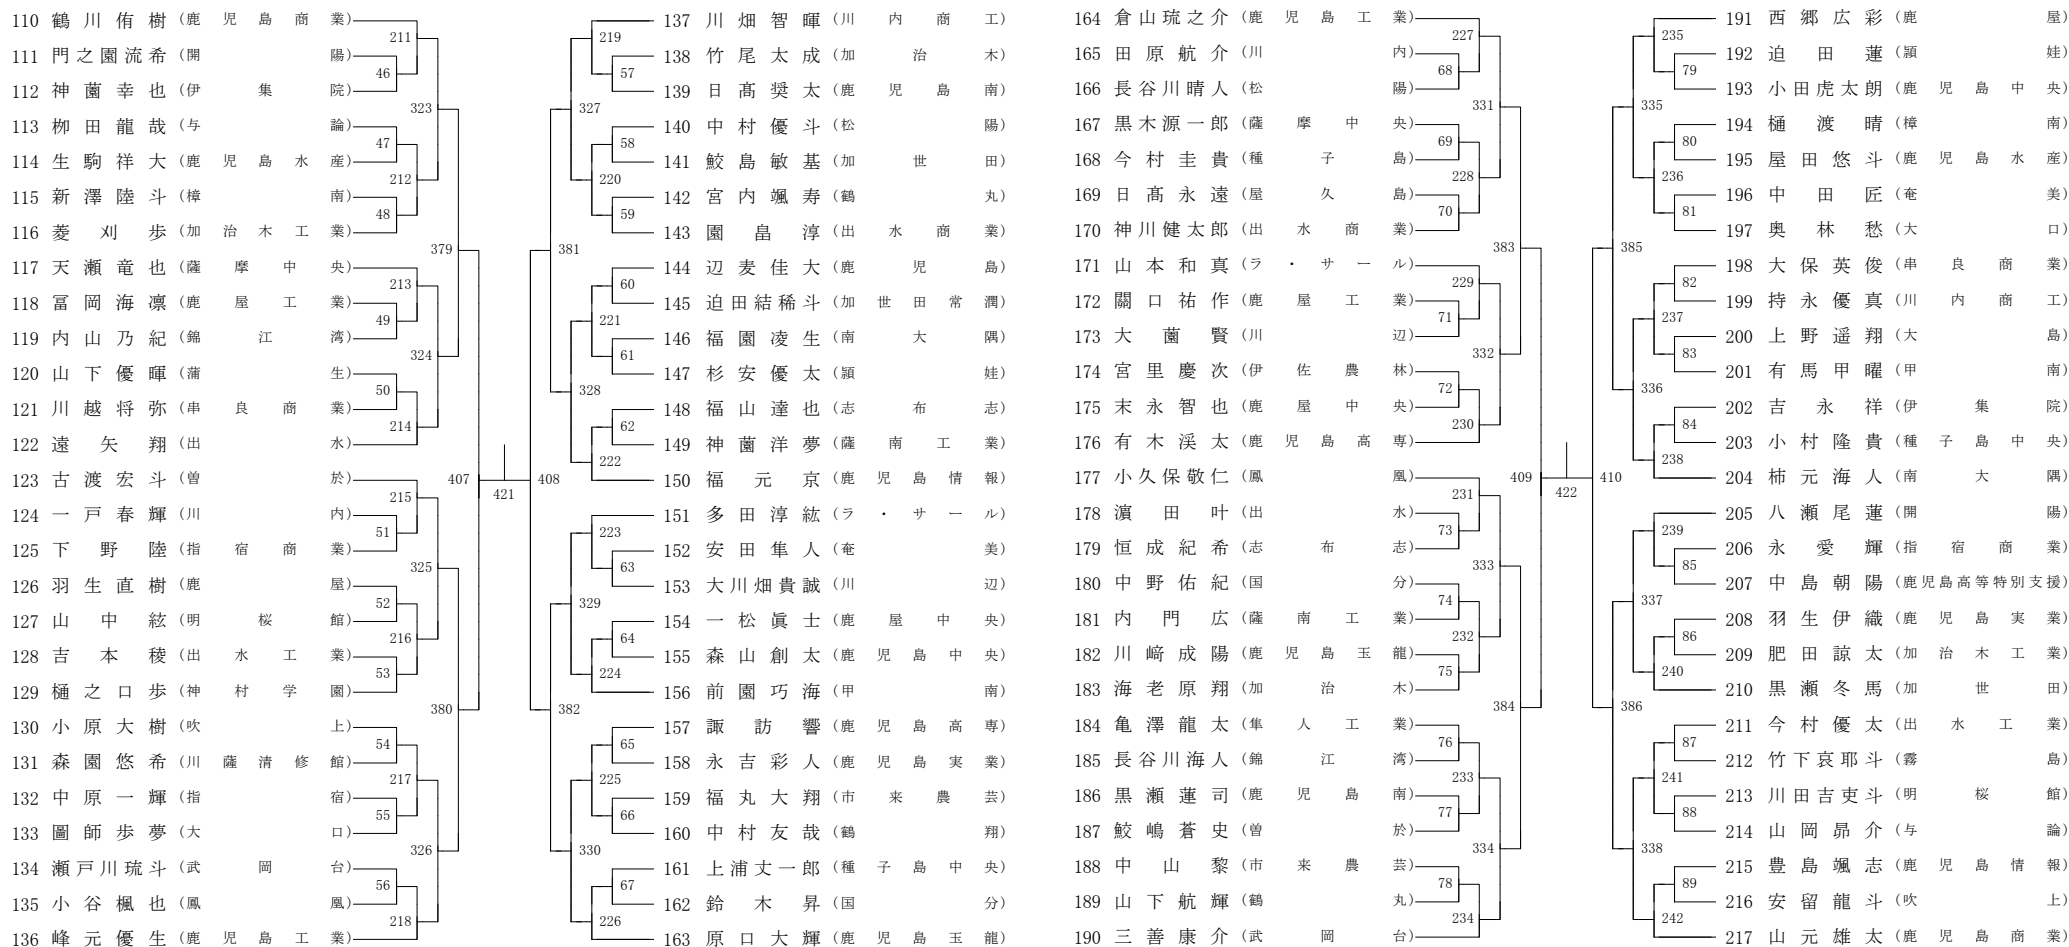 110 鶴川侑樹 (鹿児島商業)
111 門之園流希 (開陽)
112 神薗幸也 (伊集院)
113 栁田龍哉 (与論)
114 生駒祥大 (鹿児島水産)
115 新澤陸斗 (樟南)
116 菱刈歩 (加治木工業)
117 天瀬竜也 (薩摩中央)
118 冨岡海凛 (鹿屋工業)
119 内山乃紀 (錦江湾)
120 山下優暉 (蒲生)
121 川越将弥 (串良商業)
122 遠矢翔 (出水)
123 古渡宏斗 (曽於)
124 一戸春輝 (川内)
125 下野陸 (指宿商業)
126 羽生直樹 (鹿屋)
127 山中絃 (明桜館)
128 吉本稜 (出水工業)
129 樋之口歩 (神村学園)
130 小原大樹 (吹上)
131 森園悠希 (川薩清修館)
132 中原一輝 (指宿)
133 圖師歩夢 (大口)
134 瀬戸川琉斗 (武岡台)
135 小谷楓也 (鳳凰)
136 峰元優生 (鹿児島工業)
211
46
323
47
212
48
379
213
49
324
50
214
407
215
51
325
52
216
53
380
54
217
55
326
56
218
421
137 川畑智暉 (川内商工)
138 竹尾太成 (加治木)
139 日髙奨太 (鹿児島南)
140 中村優斗 (松陽)
141 鮫島敏基 (加世田)
142 宮内颯寿 (鶴丸)
143 園畠淳 (出水商業)
144 辺麦佳大 (鹿児島)
145 迫田結稀斗 (加世田常潤)
146 福園凌生 (南大隅)
147 杉安優太 (頴娃)
148 福山達也 (志布志)
149 神薗洋夢 (薩南工業)
150 福元京 (鹿児島情報)
151 多田淳紘 (ラ・サール)
152 安田隼人 (奄美)
153 大川畑貴誠 (川辺)
154 一松眞士 (鹿屋中央)
155 森山創太 (鹿児島中央)
156 前園巧海 (甲南)
157 諏訪響 (鹿児島高専)
158 永吉彩人 (鹿児島実業)
159 福丸大翔 (市来農芸)
160 中村友哉 (鶴翔)
161 上浦丈一郎 (種子島中央)
162 鈴木昇 (国分)
163 原口大輝 (鹿児島玉龍)
219
57
327
58
220
59
381
60
221
61
328
62
222
408
223
63
329
64
224
382
65
225
66
330
67
226
164 倉山琉之介 (鹿児島工業)
165 田原航介 (川内)
166 長谷川晴人 (松陽)
167 黒木源一郎 (薩摩中央)
168 今村圭貴 (種子島)
169 日髙永遠 (屋久島)
170 神川健太郎 (出水商業)
171 山本和真 (ラ・サール)
172 關口祐作 (鹿屋工業)
173 大薗賢 (川辺)
174 宮里慶次 (伊佐農林)
175 末永智也 (鹿屋中央)
176 有木渓太 (鹿児島高専)
177 小久保敬仁 (鳳凰)
178 濵田叶 (出水)
179 恒成紀希 (志布志)
180 中野佑紀 (国分)
181 内門広 (薩南工業)
182 川﨑成陽 (鹿児島玉龍)
183 海老原翔 (加治木)
184 亀澤龍太 (隼人工業)
185 長谷川海人 (錦江湾)
186 黒瀬蓮司 (鹿児島南)
187 鮫嶋蒼史 (曽於)
188 中山黎 (市来農芸)
189 山下航輝 (鶴丸)
190 三善康介 (武岡台)
227
68
331
69
228
70
383
229
71
332
72
230
409
231
73
333
74
232
75
384
76
233
77
334
78
234
422
191 西郷広彩 (鹿屋)
192 迫田蓮 (頴娃)
193 小田虎太朗 (鹿児島中央)
194 樋渡晴 (樟南)
195 屋田悠斗 (鹿児島水産)
196 中田匠 (奄美)
197 奥林愁 (大口)
198 大保英俊 (串良商業)
199 持永優真 (川内商工)
200 上野遥翔 (大島)
201 有馬甲曜 (甲南)
202 吉永祥 (伊集院)
203 小村隆貴 (種子島中央)
204 柿元海人 (南大隅)
205 八瀬尾蓮 (開陽)
206 永愛輝 (指宿商業)
207 中島朝陽 (鹿児島高等特別支援)
208 羽生伊織 (鹿児島実業)
209 肥田諒太 (加治木工業)
210 黒瀬冬馬 (加世田)
211 今村優太 (出水工業)
212 竹下哀耶斗 (霧島)
213 川田吉吏斗 (明桜館)
214 山岡昴介 (与論)
215 豊島颯志 (鹿児島情報)
216 安留龍斗 (吹上)
217 山元雄太 (鹿児島商業)
235
79
335
80
236
81
385
82
237
83
336
84
238
410
239
85
337
86
240
386
87
241
88
338
89
242